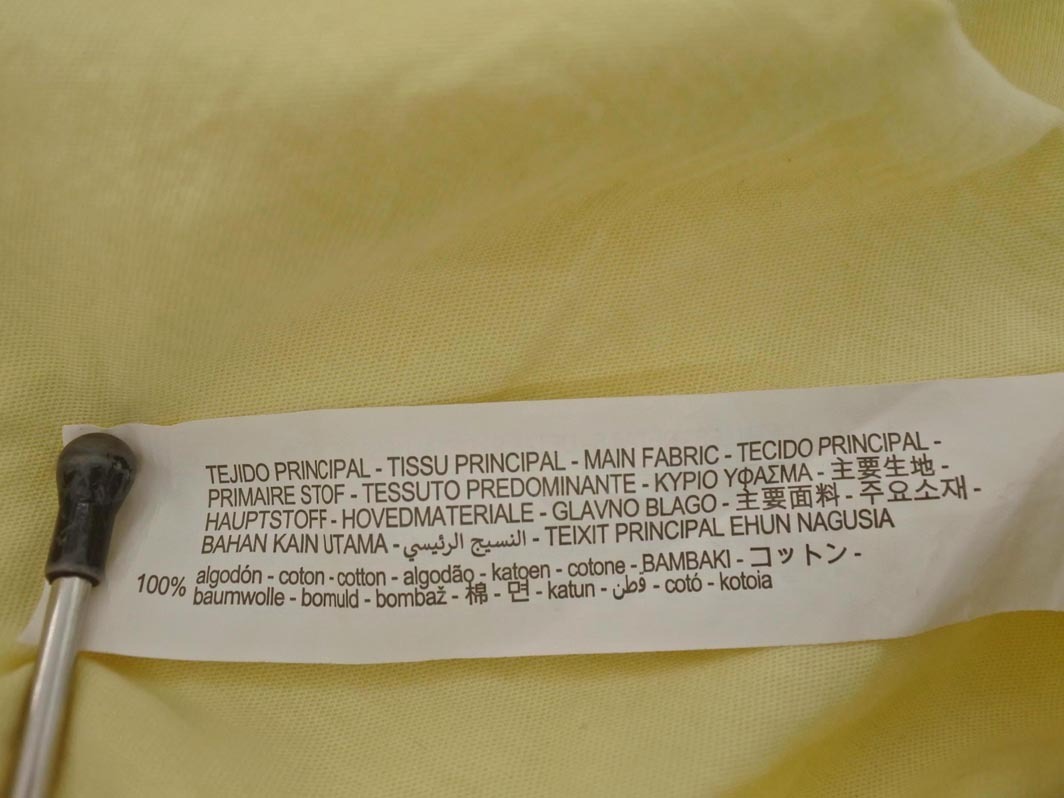 TEJIDO PRINCIPAL - TISSU PRINCIPAL - MAIN FABRIC - TECIDO PRINCIPAL -
PRIMAIRE STOF - TESSUTO PREDOMINANTE - ΚΥΡΙΟ ΥΦΑΣΜΑ - 主要生地 -
HAUPTSTOFF - HOVEDMATERIALE - GLAVNO BLAGO - 主要面料 - 주요소재 -
BAHAN KAIN UTAMA - النسيج الرئيسي - TEIXIT PRINCIPAL EHUN NAGUSIA
100% algodón - coton - cotton - algodão - katoen - cotone - BAMBAKI - コットン -
baumwolle - bomuld - bombaž - 棉 - 면 - katun - قطن - cotó - kotoia